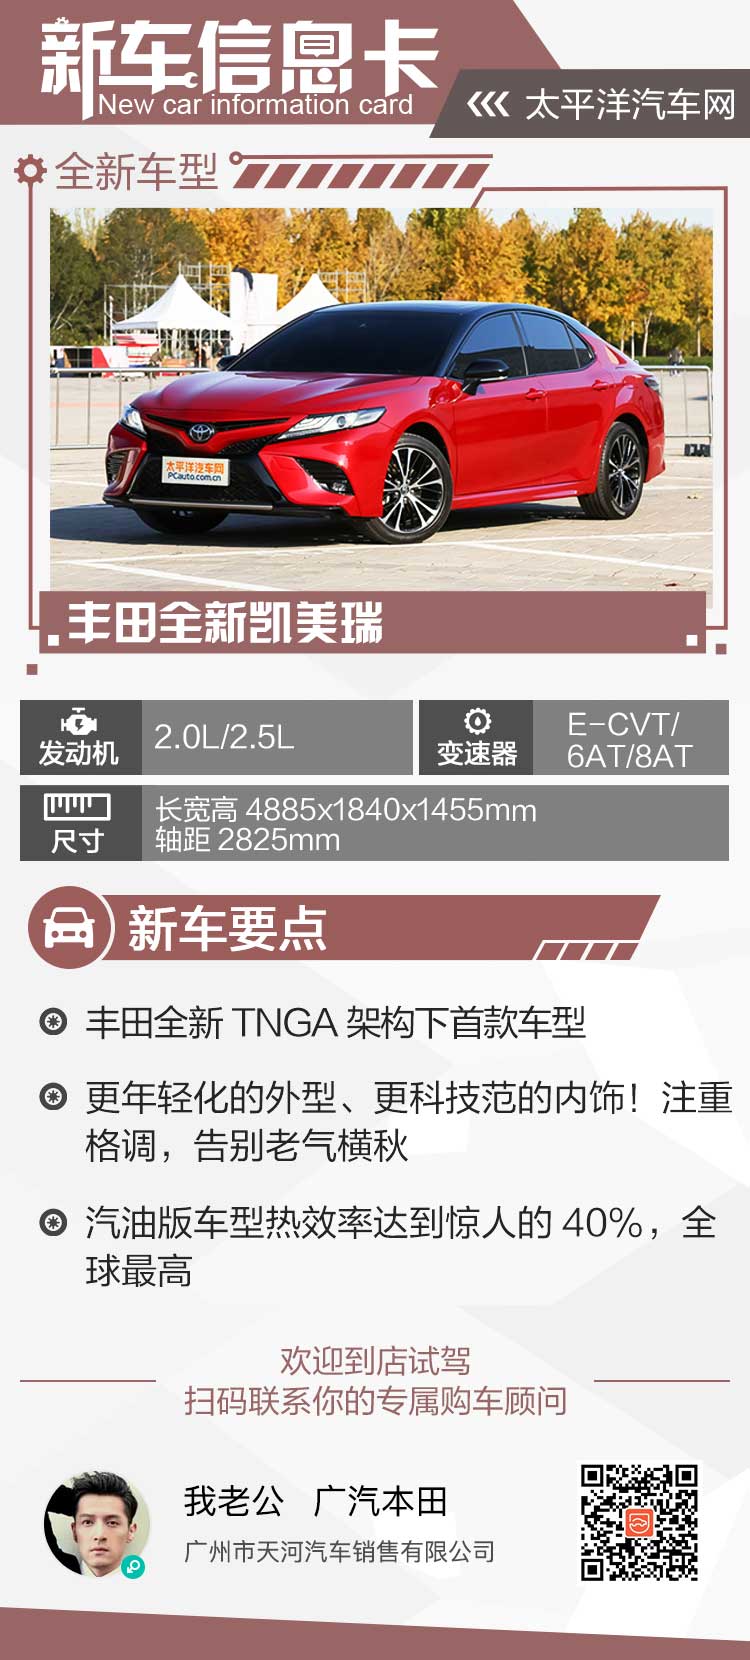 新车信息卡
New car information card
太平洋汽车网
全新车型
太平洋汽车网
PCauto.com.cn
丰田全新凯美瑞
发动机
2.0L/2.5L
变速器
E-CVT/
6AT/8AT
尺寸
长宽高 4885x1840x1455mm
轴距 2825mm
新车要点
丰田全新 TNGA 架构下首款车型
更年轻化的外型、更科技范的内饰！注重
格调，告别老气横秋
汽油版车型热效率达到惊人的 40%，全
球最高
欢迎到店试驾
扫码联系你的专属购车顾问
我老公 广汽本田
广州市天河汽车销售有限公司